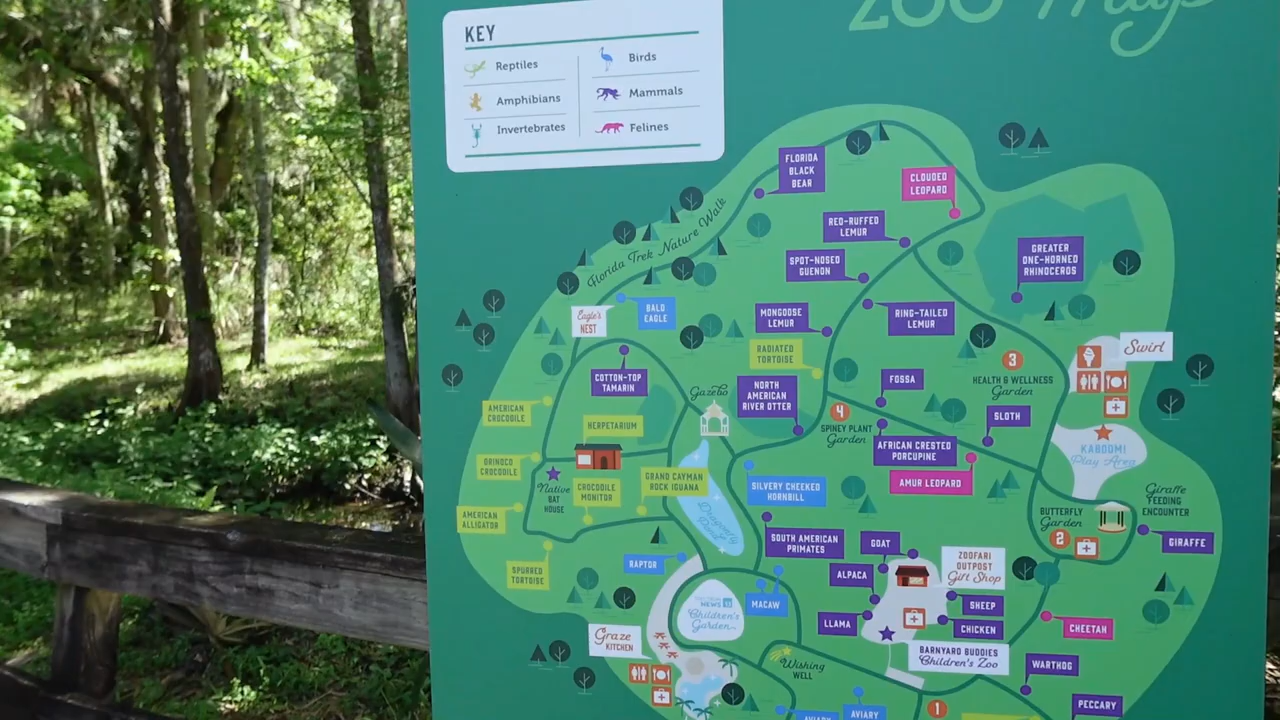 ZOO Map
KEY
Reptiles
Birds
Amphibians
Mammals
Invertebrates
Felines
FLORIDA
BLACK
BEAR
CLOUDED
LEOPARD
RED-RUFFED
LEMUR
Florida Trek Nature Walk
SPOT-NOSED
GUENON
GREATER
ONE-HORNED
RHINOCEROS
Eagle's
NEST
BALD
EAGLE
MONGOOSE
LEMUR
RING-TAILED
LEMUR
RADIATED
TORTOISE
Swirl
COTTON-TOP
TAMARIN
NORTH
AMERICAN
RIVER OTTER
FOSSA
3
HEALTH & WELLNESS
Garden
Gazebo
AMERICAN
CROCODILE
HERPETARIUM
4
SPINEY PLANT
Garden
SLOTH
AFRICAN CRESTED
PORCUPINE
KABOOM!
Play Area
ORINOCO
CROCODILE
Native
BAT
HOUSE
CROCODILE
MONITOR
GRAND CAYMAN
ROCK IGUANA
SILVERY CHEEKED
HORNBILL
AMUR LEOPARD
AMERICAN
ALLIGATOR
Dragonfly
Pond
BUTTERFLY
Garden
2
Giraffe
FEEDING
ENCOUNTER
GIRAFFE
SOUTH AMERICAN
PRIMATES
GOAT
ZOOFARI
OUTPOST
Gift Shop
SPURRED
TORTOISE
RAPTOR
ALPACA
MACAW
NEWS
Children's
Garden
SHEEP
LLAMA
CHICKEN
CHEETAH
Graze
KITCHEN
BARNYARD BUDDIES
Children's Zoo
Wishing
WELL
WARTHOG
PECCARY
1
AVIARY
AVIARY